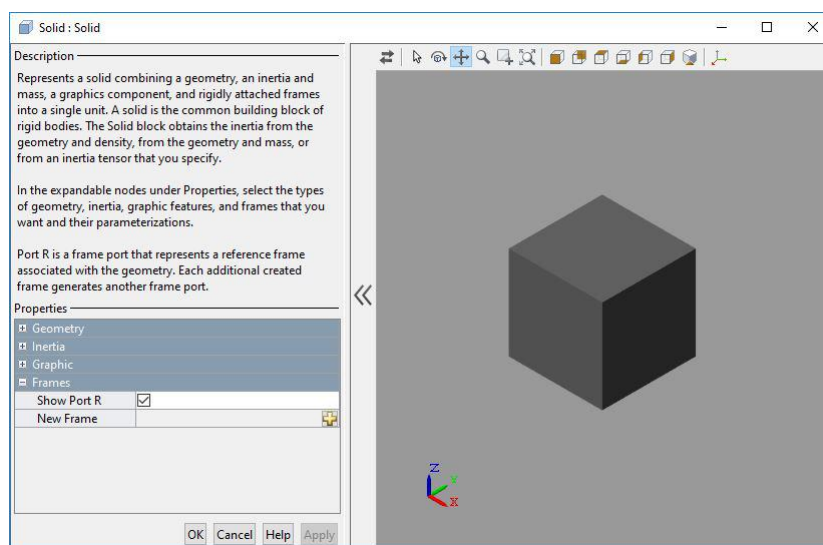 Solid : Solid
Description
Represents a solid combining a geometry, an inertia and
mass, a graphics component, and rigidly attached frames
into a single unit. A solid is the common building block of
rigid bodies. The Solid block obtains the inertia from the
geometry and density, from the geometry and mass, or
from an inertia tensor that you specify.
In the expandable nodes under Properties, select the types
of geometry, inertia, graphic features, and frames that you
want and their parameterizations.
Port R is a frame port that represents a reference frame
associated with the geometry. Each additional created
frame generates another frame port.
Properties
Geometry
Inertia
Graphic
Frames
Show Port R
New Frame
OK Cancel Help Apply
Z
Y
X